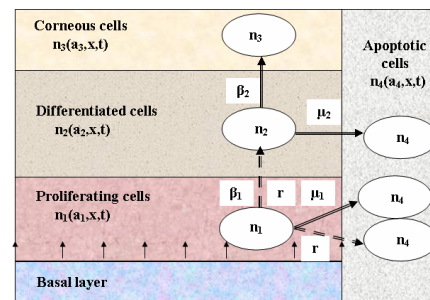 Corneous cells
n₃(a₃,x,t)
n₃
Apoptotic
cells
n₄(a₄,x,t)
β₂
Differentiated cells
n₂(a₂,x,t)
n₂
μ₂
n₄
Proliferating cells
n₁(a₁,x,t)
β₁ r μ₁
n₄
n₁
n₄
r
Basal layer